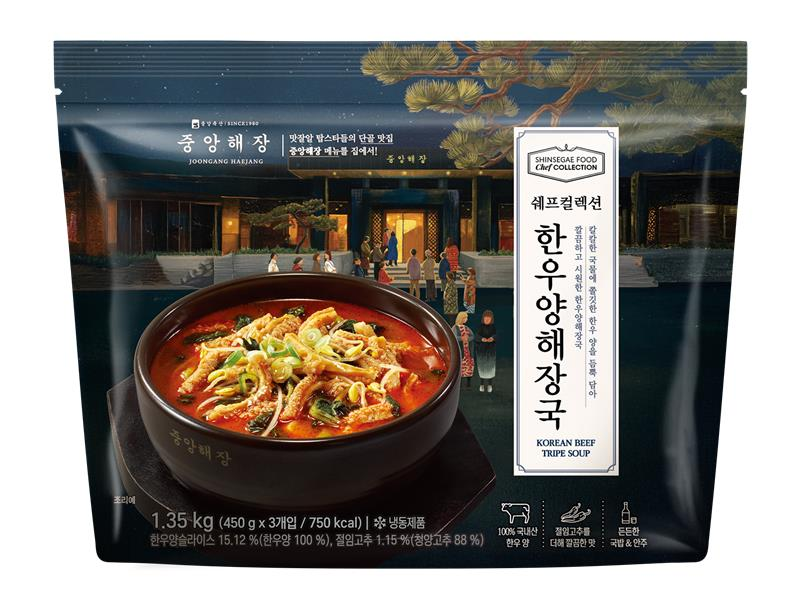 중앙축산 | SINCE1980
중앙해장
JOONGANG HAEJANG
맛잘알 탑스타들의 단골 맛집
중앙해장 메뉴를 집에서!
중앙해장
SHINSEGAE FOOD
Chef COLLECTION
쉐프컬렉션
한우양해장국
칼칼한 국물에 쫄깃한 한우 양을 듬뿍 담아
깔끔하고 시원한 한우양해장국
KOREAN BEEF
TRIPE SOUP
중앙해장
조리예
1.35 kg (450 g x 3개입 / 750 kcal) | ❄ 냉동제품
한우양슬라이스 15.12 %(한우양 100 %), 절임고추 1.15 %(청양고추 88 %)
100% 국내산
한우 양
절임고추를
더해 깔끔한 맛
든든한
국밥 & 안주